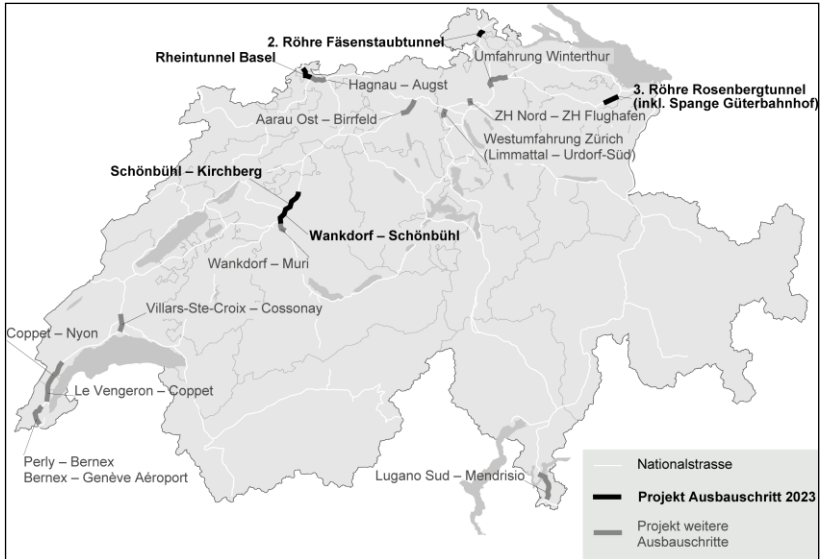 2. Röhre Fäsenstaubtunnel
Rheintunnel Basel
Umfahrung Winterthur
Hagnau – Augst
3. Röhre Rosenbergtunnel
(inkl. Spange Güterbahnhof)
Aarau Ost – Birrfeld
ZH Nord – ZH Flughafen
Westumfahrung Zürich
(Limmattal – Urdorf-Süd)
Schönbühl – Kirchberg
Wankdorf – Schönbühl
Wankdorf – Muri
Villars-Ste-Croix – Cossonay
Coppet – Nyon
Le Vengeron – Coppet
Perly – Bernex
Bernex – Genève Aéroport
Lugano Sud – Mendrisio
Nationalstrasse
Projekt Ausbauschritt 2023
Projekt weitere
Ausbauschritte